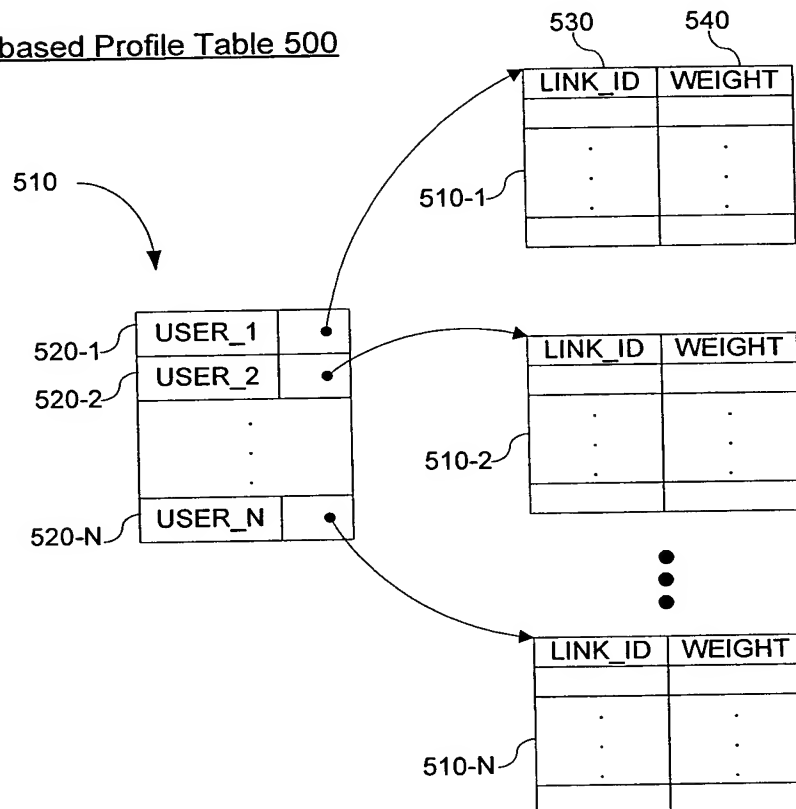 based Profile Table 500
530 540
LINK_ID WEIGHT
510
510-1
USER_1
520-1
USER_2
520-2
LINK_ID WEIGHT
510-2
USER_N
520-N
LINK_ID WEIGHT
510-N